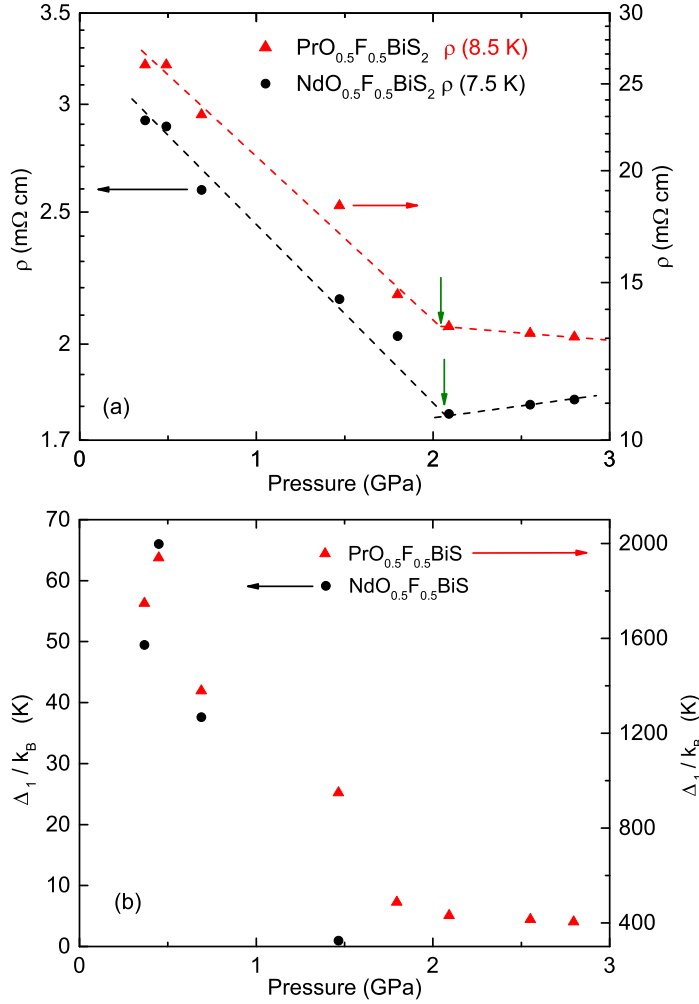 3.5
3
2.5
2
1.7
ρ (mΩ cm)
30
25
20
15
10
ρ (mΩ cm)
PrO0.5F0.5BiS2 ρ (8.5 K)
NdO0.5F0.5BiS2 ρ (7.5 K)
(a)
0 1 2 3
Pressure (GPa)
70
60
50
40
30
20
10
0
Δ1 / kB (K)
2000
1600
1200
800
400
Δ1 / kB (K)
PrO0.5F0.5BiS
NdO0.5F0.5BiS
(b)
0 1 2 3
Pressure (GPa)